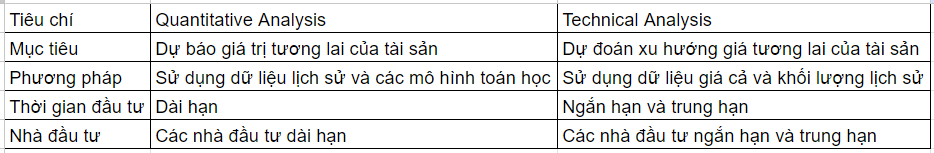 Tiêu chí Quantitative Analysis Technical Analysis
Mục tiêu Dự báo giá trị tương lai của tài sản Dự đoán xu hướng giá tương lai của tài sản
Phương pháp Sử dụng dữ liệu lịch sử và các mô hình toán học Sử dụng dữ liệu giá cả và khối lượng lịch sử
Thời gian đầu tư Dài hạn Ngắn hạn và trung hạn
Nhà đầu tư Các nhà đầu tư dài hạn Các nhà đầu tư ngắn hạn và trung hạn